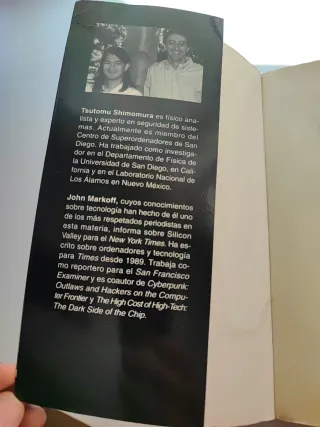 Tsutomu Shimomura es físico ana-
lista y experto en seguridad de siste-
mas. Actualmente es miembro del
Centro de Superordenadores de San
Diego. Ha trabajado como investiga-
dor en el Departamento de Física de
la Universidad de San Diego, en Cali-
fornia y en el Laboratorio Nacional de
Los Álamos en Nuevo México.
John Markoff, cuyos conocimientos
sobre tecnología han hecho de él uno
de los más respetados periodistas en
esta materia, informa sobre Silicon
Valley para el New York Times. Ha es-
crito sobre ordenadores y tecnología
para Times desde 1989. Trabaja co-
mo reportero para el San Francisco
Examiner y es coautor de Cyberpunk:
Outlaws and Hackers on the Compu-
ter Frontier y The High Cost of High-Tech:
The Dark Side of the Chip.